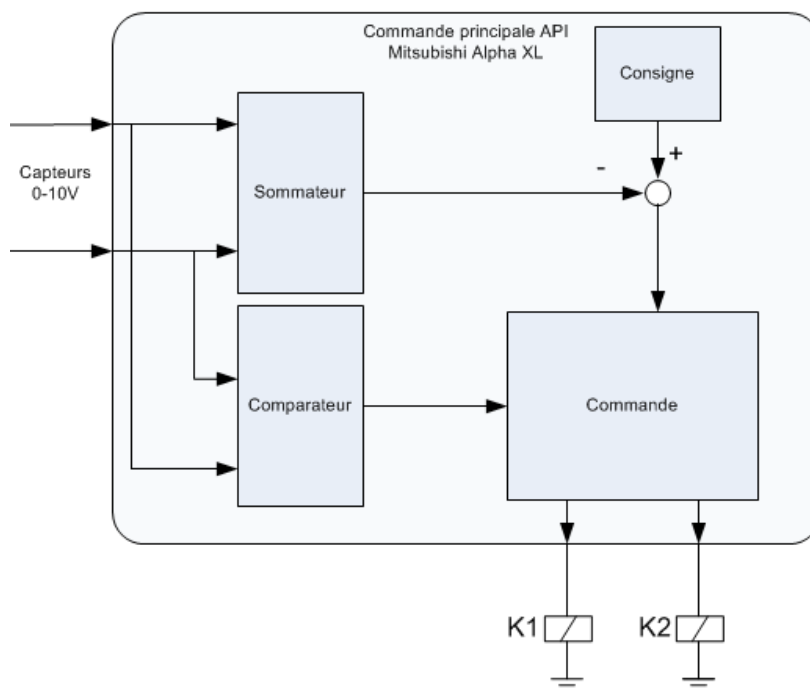 Commande principale API
Mitsubishi Alpha XL
Consigne
+
-
Capteurs
0-10V
Sommateur
Comparateur
Commande
K1
K2